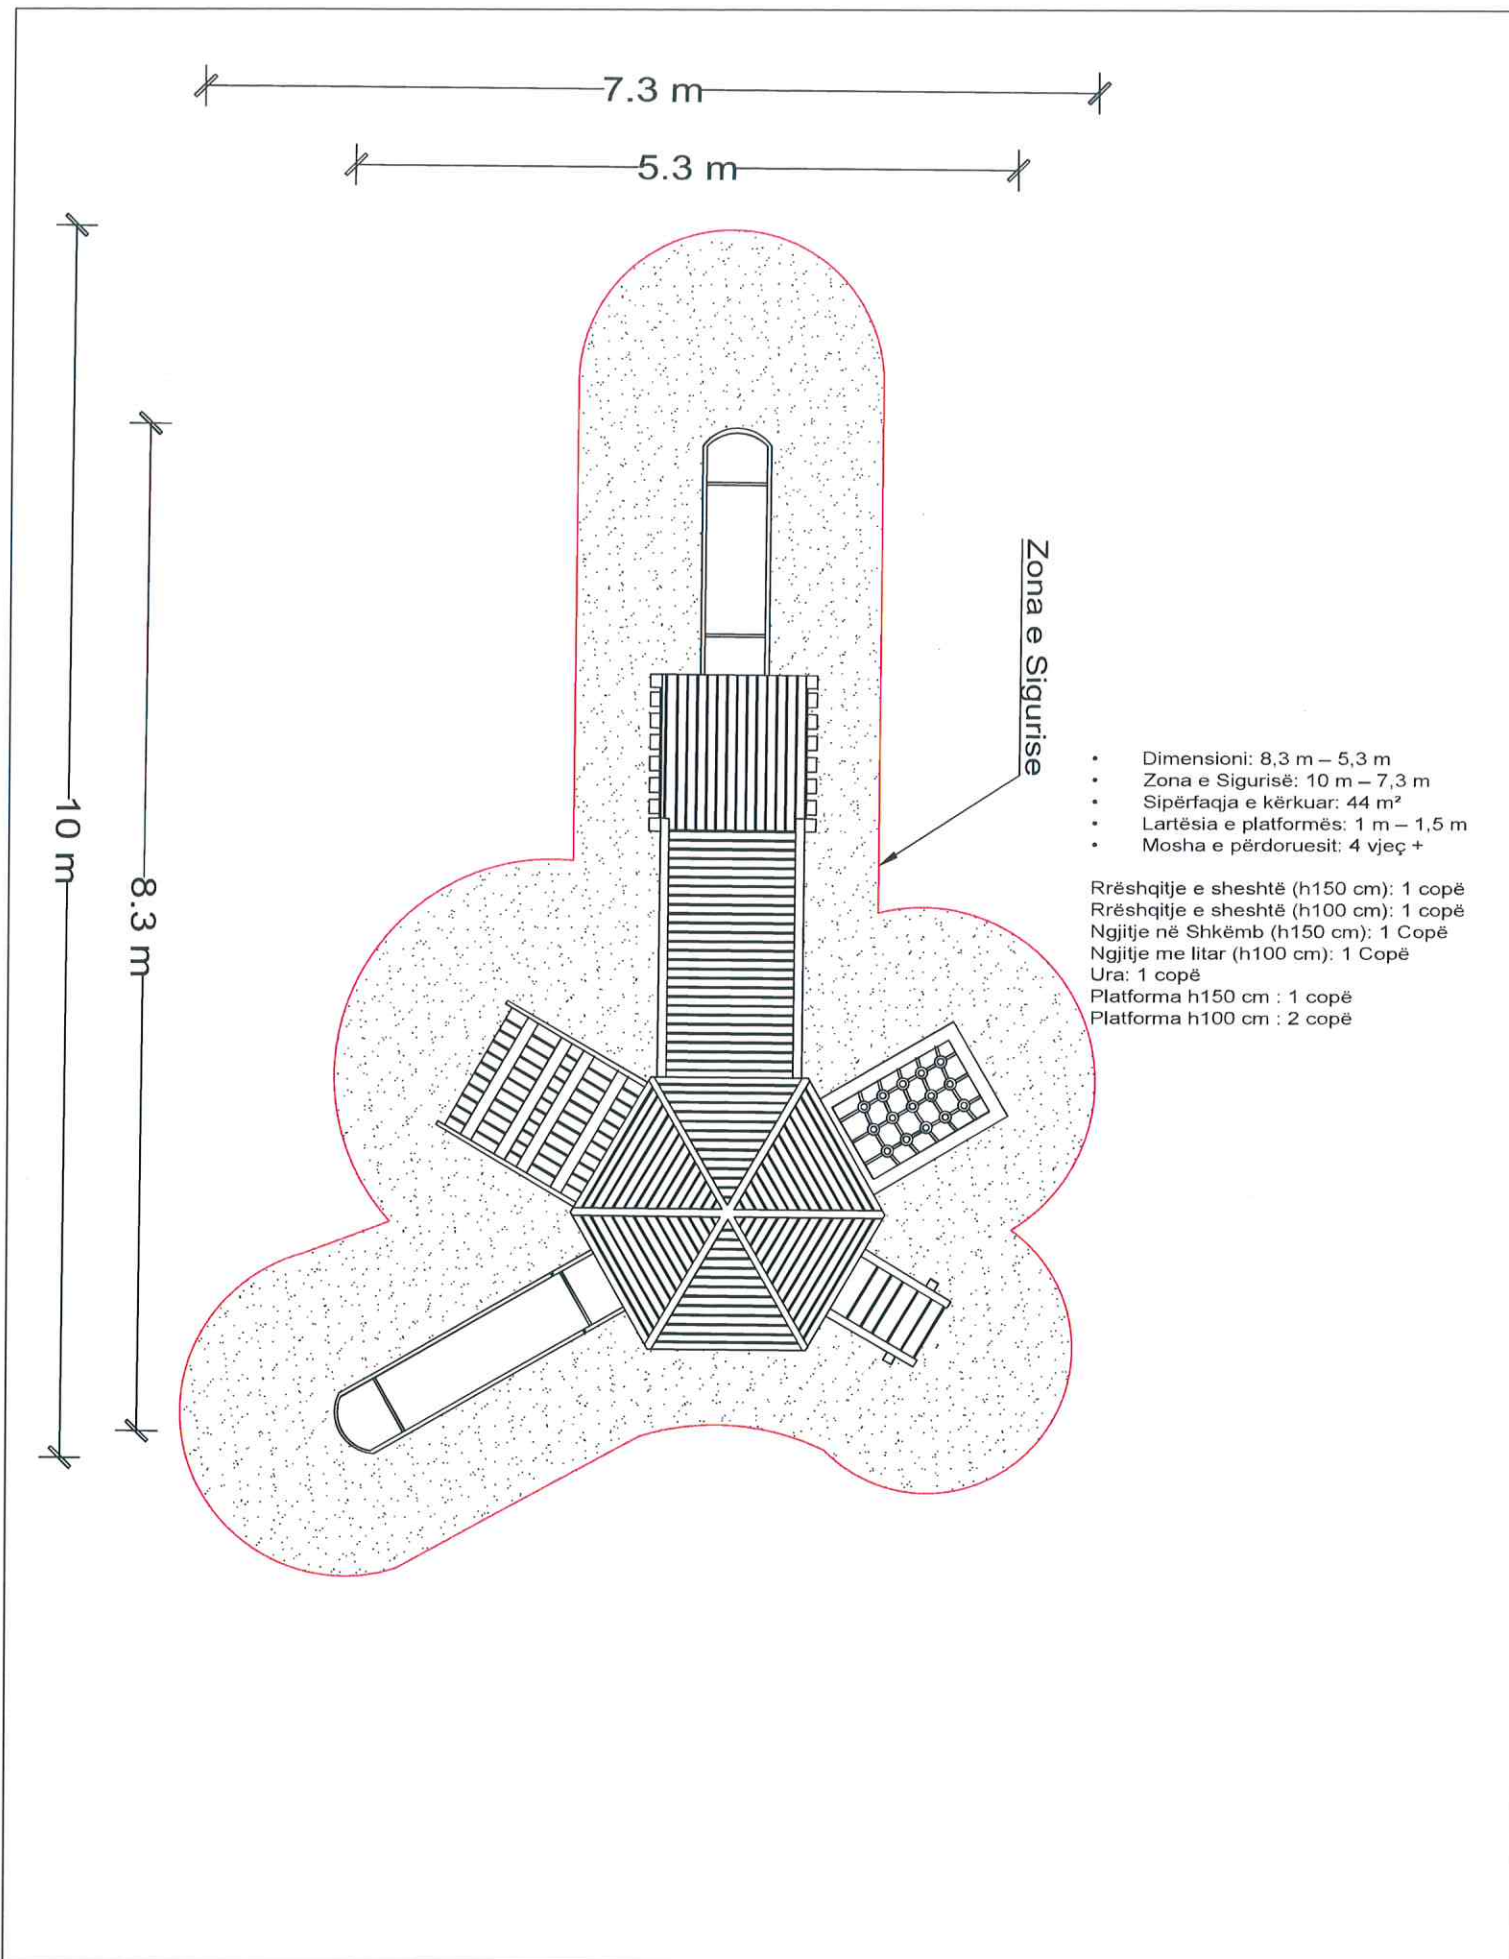 7.3 m
5.3 m
10 m
8.3 m
Zona e Sigurise
• Dimensioni: 8,3 m – 5,3 m
• Zona e Sigurisë: 10 m – 7,3 m
• Sipërfaqja e kërkuar: 44 m²
• Lartësia e platformës: 1 m – 1,5 m
• Mosha e përdoruesit: 4 vjeç +
Rrëshqitje e sheshtë (h150 cm): 1 copë
Rrëshqitje e sheshtë (h100 cm): 1 copë
Ngjitje në Shkëmb (h150 cm): 1 Copë
Ngjitje me litar (h100 cm): 1 Copë
Ura: 1 copë
Platforma h150 cm : 1 copë
Platforma h100 cm : 2 copë